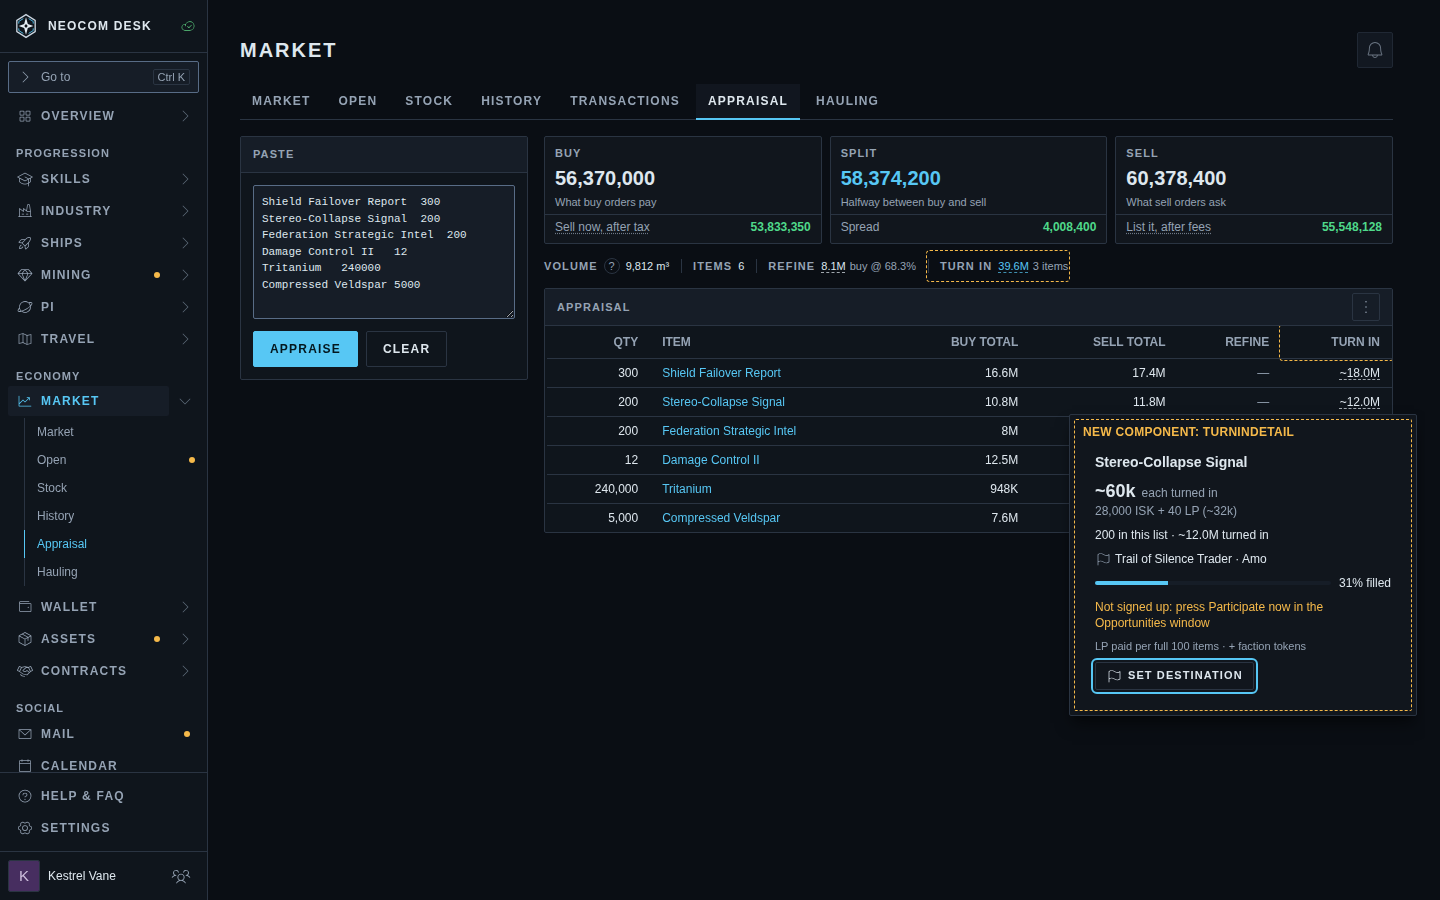 NEOCOM DESK
Go to Ctrl K
OVERVIEW
PROGRESSION
SKILLS
INDUSTRY
SHIPS
MINING
PI
TRAVEL
ECONOMY
MARKET
Market
Open
Stock
History
Appraisal
Hauling
WALLET
ASSETS
CONTRACTS
SOCIAL
MAIL
CALENDAR
HELP & FAQ
SETTINGS
K Kestrel Vane
MARKET
MARKET OPEN STOCK HISTORY TRANSACTIONS APPRAISAL HAULING
PASTE
Shield Failover Report 300
Stereo-Collapse Signal 200
Federation Strategic Intel 200
Damage Control II 12
Tritanium 240000
Compressed Veldspar 5000
APPRAISE CLEAR
BUY
56,370,000
What buy orders pay
Sell now, after tax 53,833,350
SPLIT
58,374,200
Halfway between buy and sell
Spread 4,008,400
SELL
60,378,400
What sell orders ask
List it, after fees 55,548,128
VOLUME ? 9,812 m³ ITEMS 6 REFINE 8.1M buy @ 68.3% TURN IN 39.6M 3 items
APPRAISAL
QTY ITEM BUY TOTAL SELL TOTAL REFINE TURN IN
300 Shield Failover Report 16.6M 17.4M — ~18.0M
200 Stereo-Collapse Signal 10.8M 11.8M — ~12.0M
200 Federation Strategic Intel 8M
12 Damage Control II 12.5M
240,000 Tritanium 948K
5,000 Compressed Veldspar 7.6M
NEW COMPONENT: TURNINDETAIL
Stereo-Collapse Signal
~60k each turned in
28,000 ISK + 40 LP (~32k)
200 in this list · ~12.0M turned in
Trail of Silence Trader · Amo
31% filled
Not signed up: press Participate now in the
Opportunities window
LP paid per full 100 items · + faction tokens
SET DESTINATION